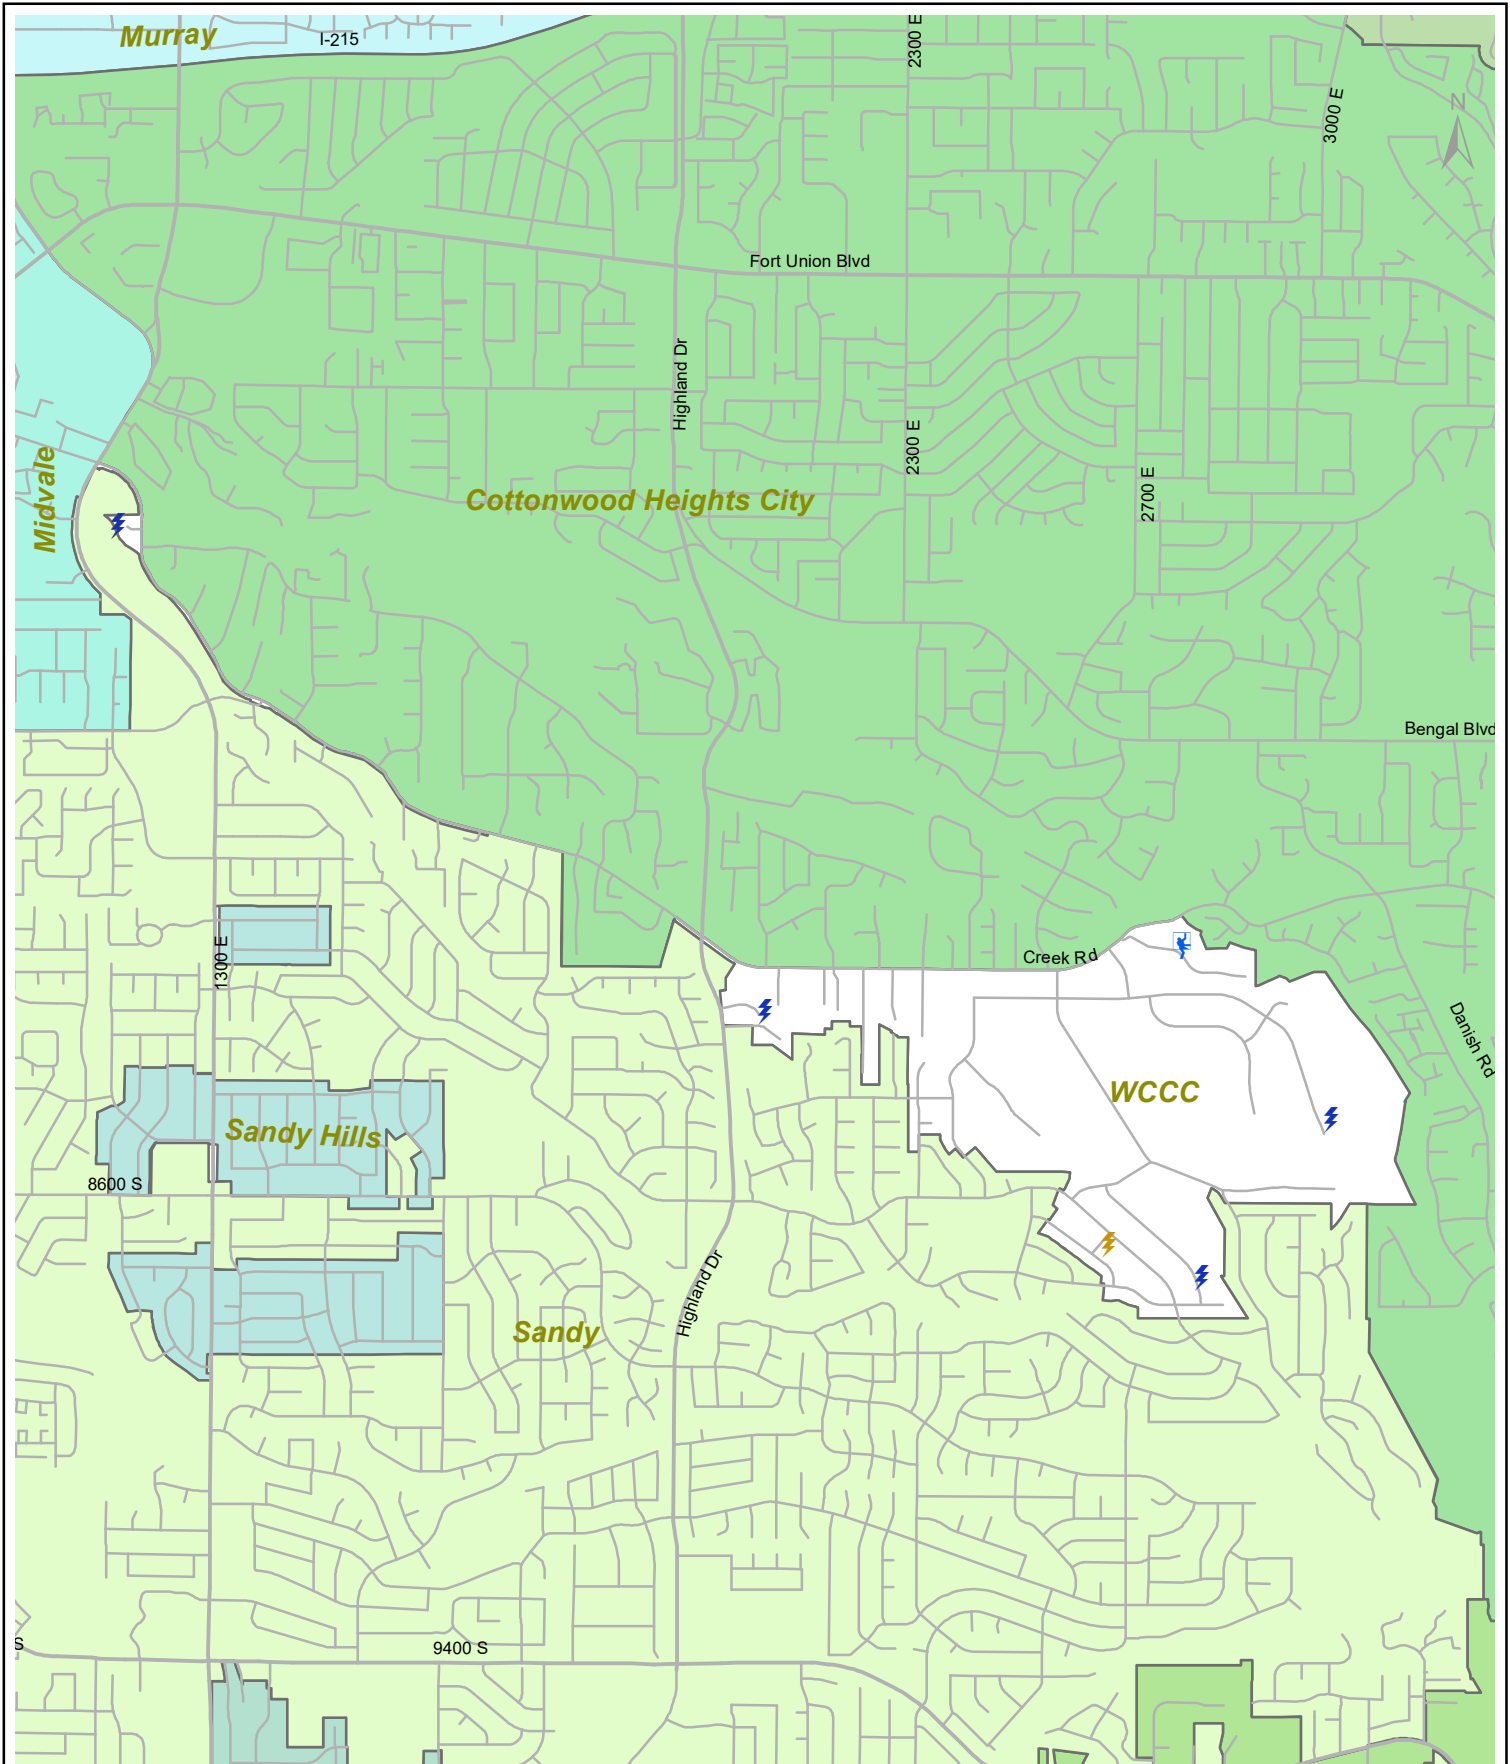 Murray
I-215
2300 E
3000 E
N
Fort Union Blvd
Highland Dr
2300 E
Midvale
2700 E
Cottonwood Heights City
Bengal Blvd
1300 E
Creek Rd
Danish Rd
WCCC
Sandy Hills
8600 S
Highland Dr
Sandy
S
9400 S